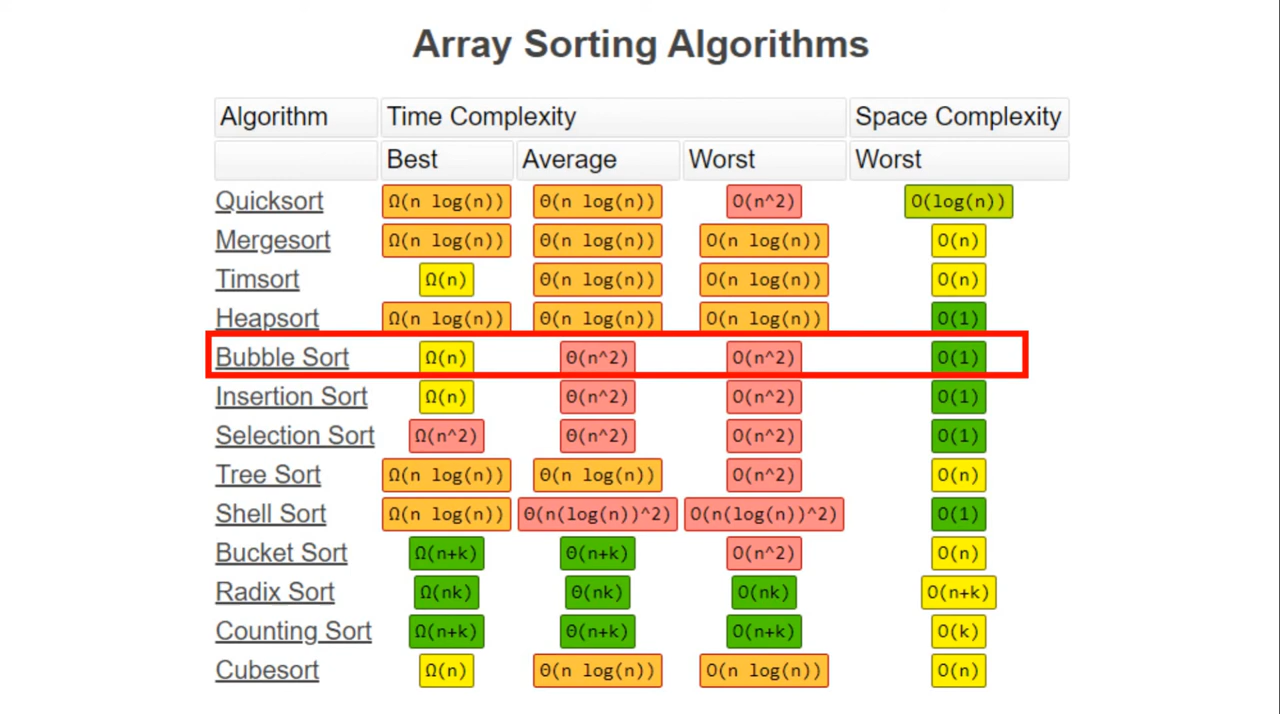 Array Sorting Algorithms
Algorithm Time Complexity Space Complexity
Best Average Worst Worst
Quicksort Ω(n log(n)) Θ(n log(n)) O(n^2) O(log(n))
Mergesort Ω(n log(n)) Θ(n log(n)) O(n log(n)) O(n)
Timsort Ω(n) Θ(n log(n)) O(n log(n)) O(n)
Heapsort Ω(n log(n)) Θ(n log(n)) O(n log(n)) O(1)
Bubble Sort Ω(n) Θ(n^2) O(n^2) O(1)
Insertion Sort Ω(n) Θ(n^2) O(n^2) O(1)
Selection Sort Ω(n^2) Θ(n^2) O(n^2) O(1)
Tree Sort Ω(n log(n)) Θ(n log(n)) O(n^2) O(n)
Shell Sort Ω(n log(n)) Θ(n(log(n))^2) O(n(log(n))^2) O(1)
Bucket Sort Ω(n+k) Θ(n+k) O(n^2) O(n)
Radix Sort Ω(nk) Θ(nk) O(nk) O(n+k)
Counting Sort Ω(n+k) Θ(n+k) O(n+k) O(k)
Cubesort Ω(n) Θ(n log(n)) O(n log(n)) O(n)